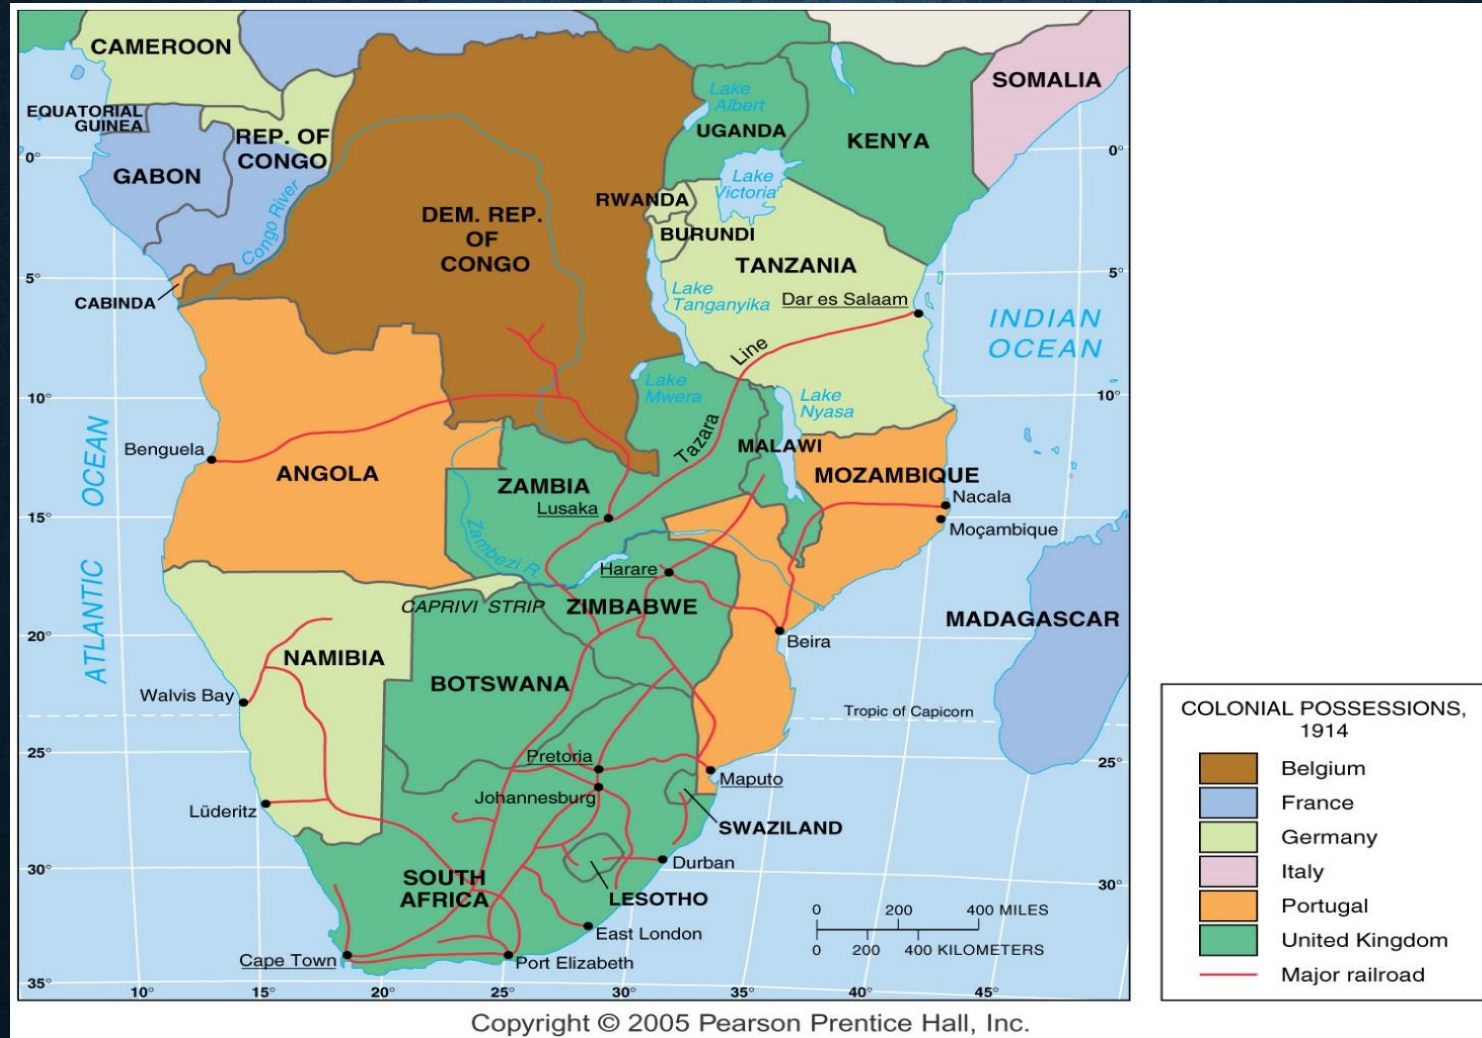 CAMEROON
SOMALIA
Lake
Albert
EQUATORIAL
GUINEA
UGANDA
REP. OF
CONGO
KENYA
0°
0°
GABON
Lake
Victoria
RWANDA
DEM. REP.
OF
CONGO
Congo River
BURUNDI
TANZANIA
5°
5°
CABINDA
Lake
Tanganyika
Dar es Salaam
INDIAN
OCEAN
Line
Lake
Mwera
Lake
Nyasa
10°
10°
ATLANTIC OCEAN
Benguela
Tazara
MALAWI
ANGOLA
ZAMBIA
MOZAMBIQUE
Nacala
Lusaka
15°
15°
Moçambique
Zambezi R.
Harare
CAPRIVI STRIP
ZIMBABWE
MADAGASCAR
20°
20°
Beira
NAMIBIA
BOTSWANA
Walvis Bay
Tropic of Capicorn
25°
25°
Pretoria
Maputo
Johannesburg
Lüderitz
SWAZILAND
Durban
30°
30°
SOUTH
AFRICA
LESOTHO
East London
0 200 400 MILES
0 200 400 KILOMETERS
Cape Town
Port Elizabeth
35°
10° 15° 20° 25° 30° 35° 40° 45°
COLONIAL POSSESSIONS,
1914
Belgium
France
Germany
Italy
Portugal
United Kingdom
Major railroad
Copyright © 2005 Pearson Prentice Hall, Inc.